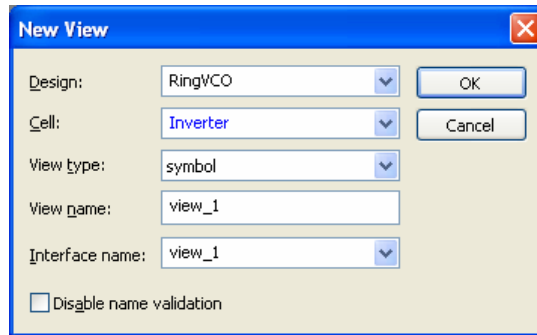 New View
Design: RingVCO OK
Cell: Inverter Cancel
View type: symbol
View name: view_1
Interface name: view_1
Disable name validation